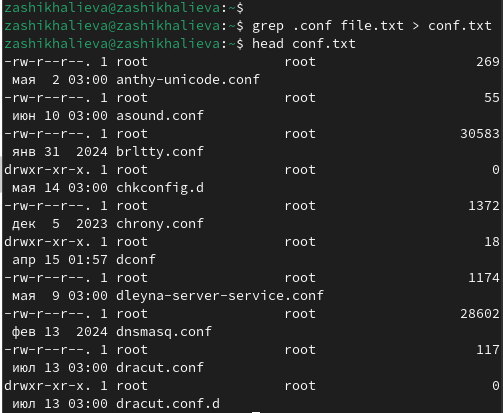 zashikhalieva@zashikhalieva:~$
zashikhalieva@zashikhalieva:~$ grep .conf file.txt > conf.txt
zashikhalieva@zashikhalieva:~$ head conf.txt
-rw-r--r--. 1 root                root                      269
 мая  2 03:00 anthy-unicode.conf
-rw-r--r--. 1 root                root                       55
 июн 10 03:00 asound.conf
-rw-r--r--. 1 root                root                    30583
 янв 31  2024 brltty.conf
drwxr-xr-x. 1 root                root                        0
 мая 14 03:00 chkconfig.d
-rw-r--r--. 1 root                root                     1372
 дек  5  2023 chrony.conf
drwxr-xr-x. 1 root                root                       18
 апр 15 01:57 dconf
-rw-r--r--. 1 root                root                     1174
 мая  9 03:00 dleyna-server-service.conf
-rw-r--r--. 1 root                root                    28602
 фев 13  2024 dnsmasq.conf
-rw-r--r--. 1 root                root                      117
 июл 13 03:00 dracut.conf
drwxr-xr-x. 1 root                root                        0
 июл 13 03:00 dracut.conf.d